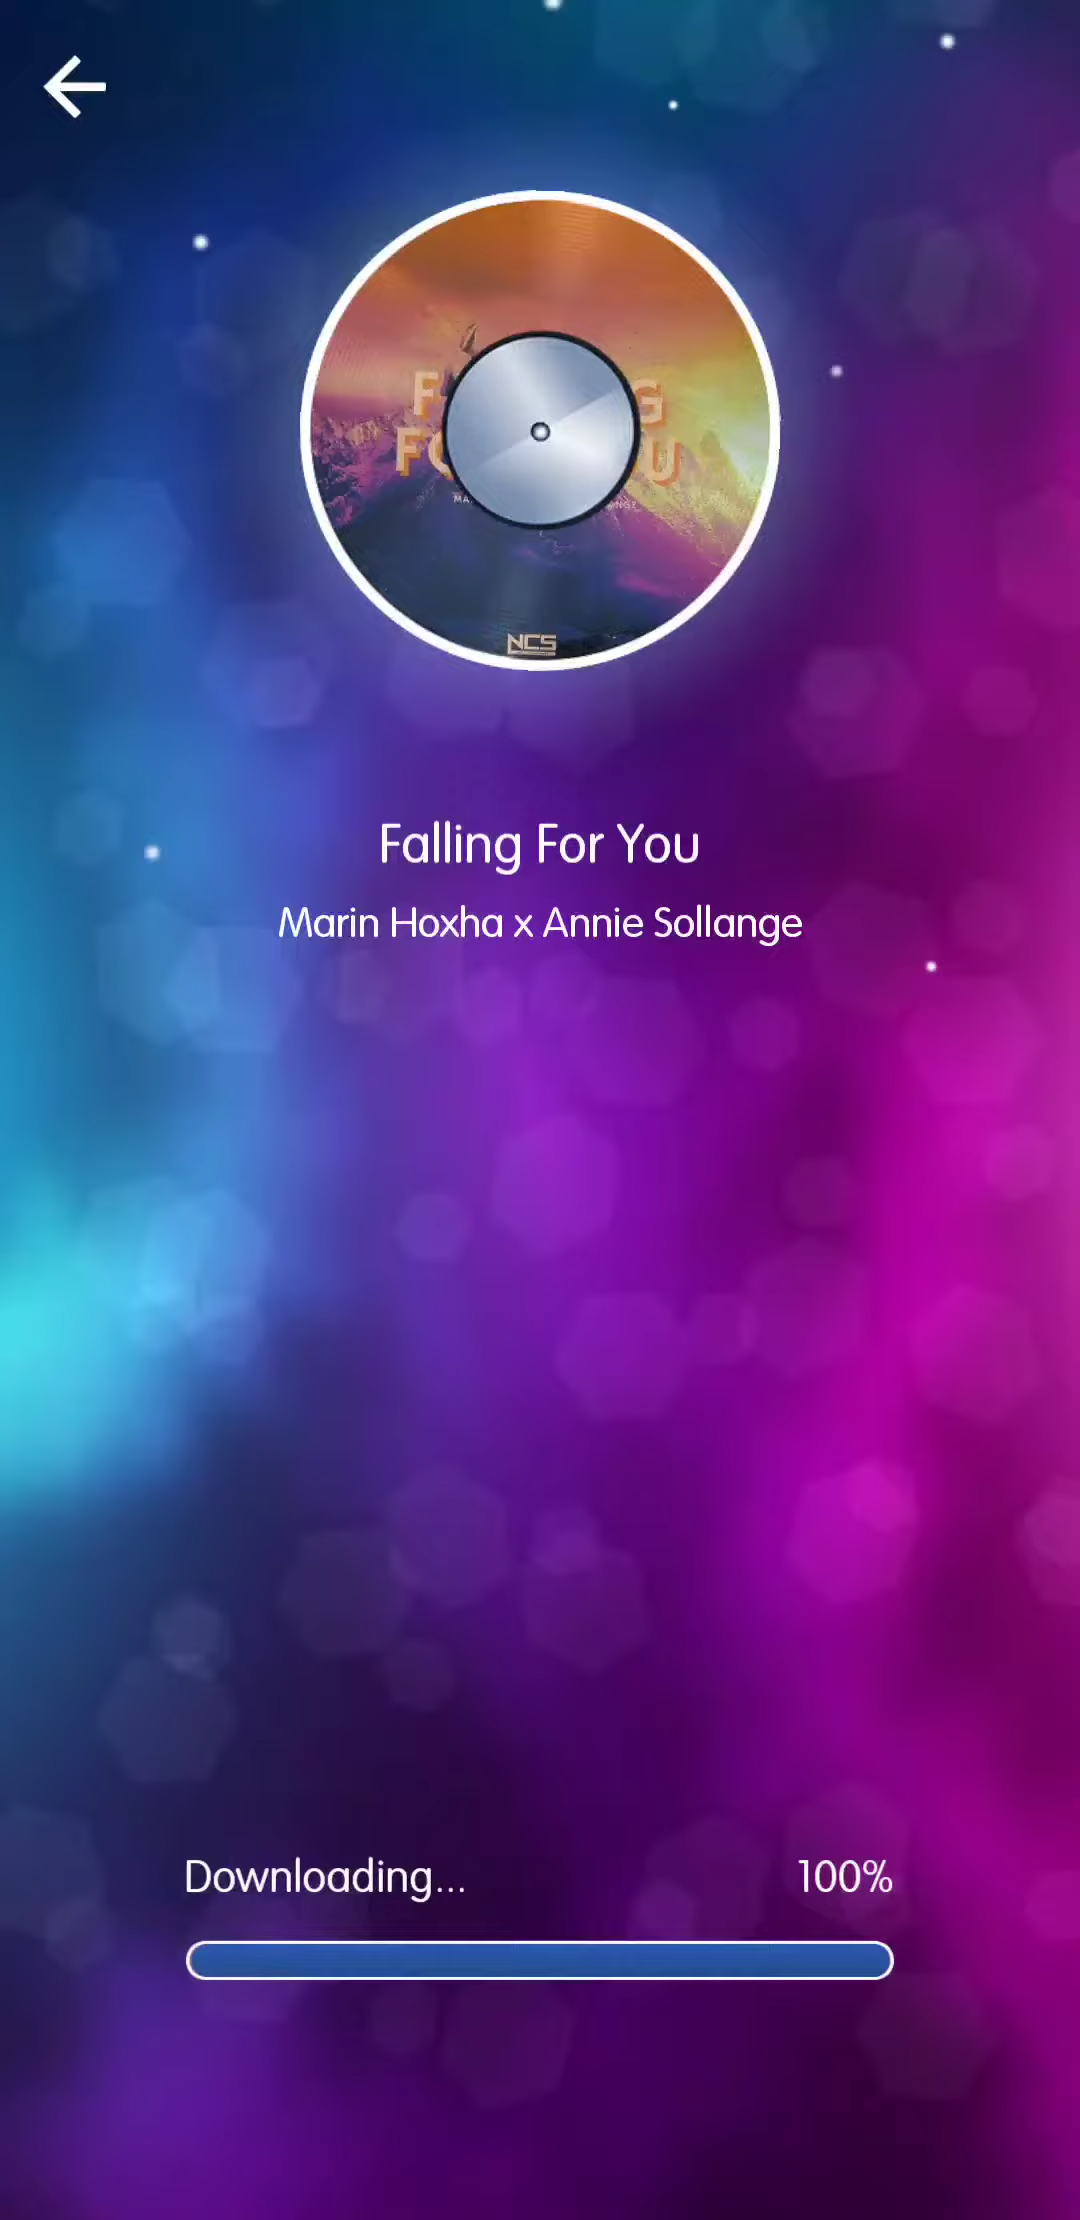 NCS
Falling For You
Marin Hoxha x Annie Sollange
Downloading...
100%